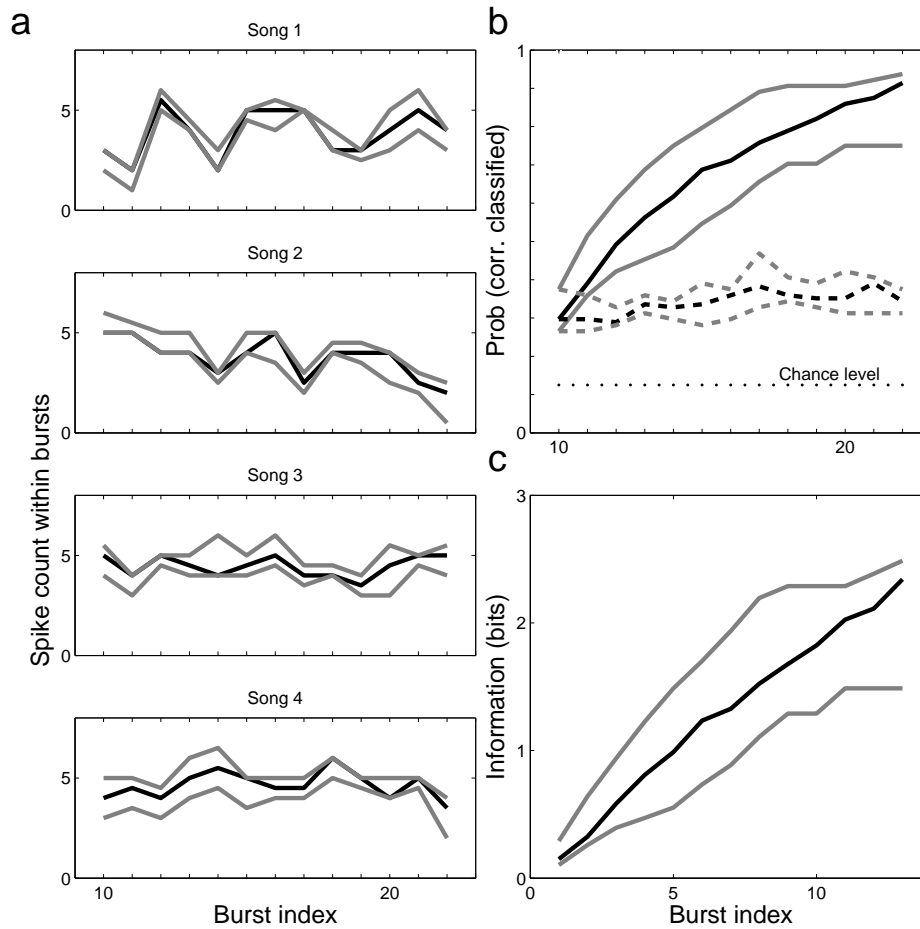 a
Song 1
5
0
Song 2
5
0
Song 3
5
0
Song 4
5
0
10 20
Burst index
Spike count within bursts
b
1
0
Prob (corr. classified)
Chance level
10 20
c
3
2
1
0
Information (bits)
0 5 10
Burst index